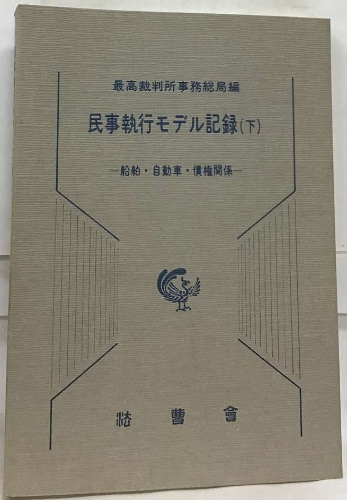 最高裁判所事務総局編
民事執行モデル記録(下)
—船舶・自動車・債権関係—
法曹會